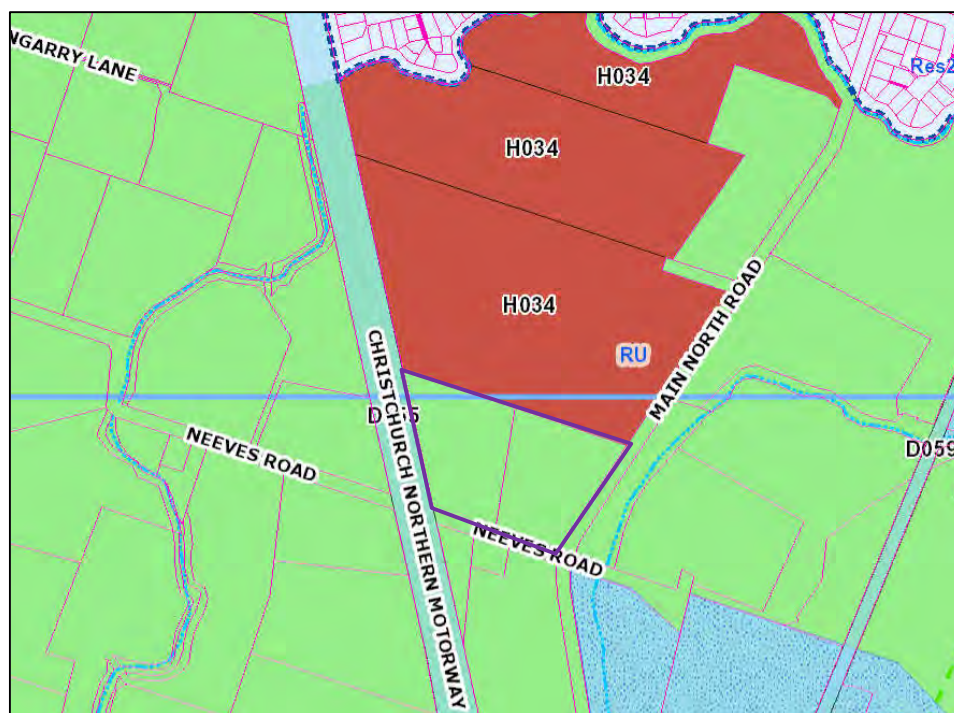 NGARRY LANE
H034
Res2
H034
H034
RU
MAIN NORTH ROAD
CHRISTCHURCH NORTHERN MOTORWAY
NEEVES ROAD
D059
NEEVES ROAD